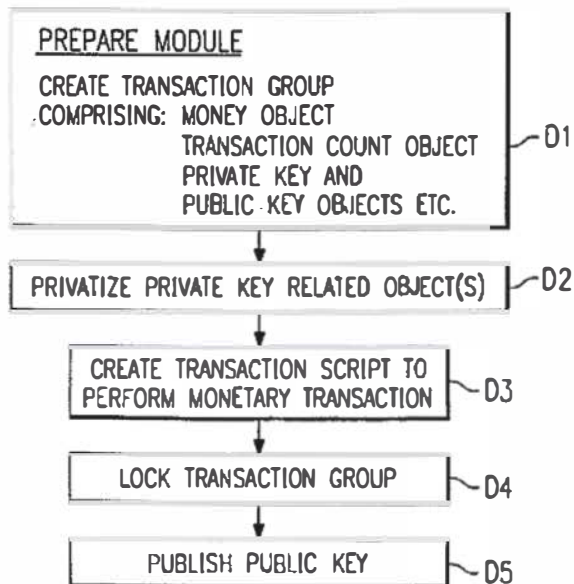 PREPARE MODULE
CREATE TRANSACTION GROUP
COMPRISING: MONEY OBJECT
TRANSACTION COUNT OBJECT
PRIVATE KEY AND
PUBLIC KEY OBJECTS ETC.
D1
PRIVATIZE PRIVATE KEY RELATED OBJECT(S)
D2
CREATE TRANSACTION SCRIPT TO
PERFORM MONETARY TRANSACTION
D3
LOCK TRANSACTION GROUP
D4
PUBLISH PUBLIC KEY
D5